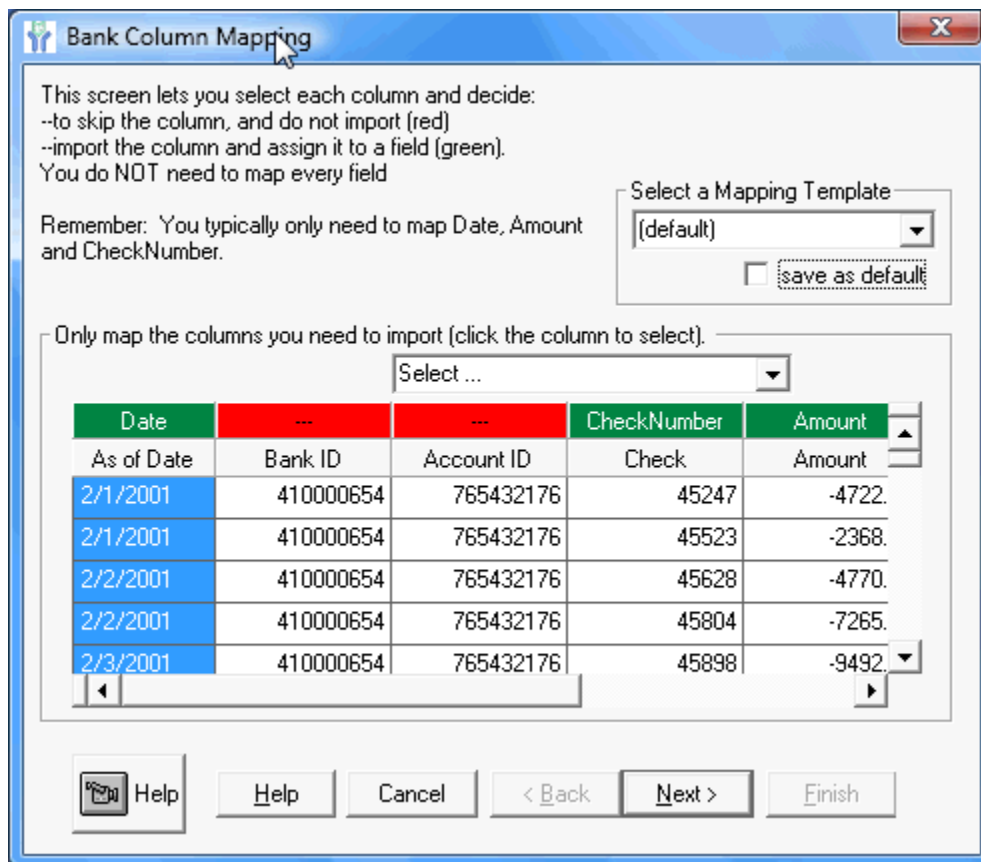 Bank Column Mapping
This screen lets you select each column and decide:
--to skip the column, and do not import (red)
--import the column and assign it to a field (green).
You do NOT need to map every field
Remember: You typically only need to map Date, Amount
and CheckNumber.
Select a Mapping Template
(default)
save as default
Only map the columns you need to import (click the column to select).
Select ...
Date --- --- CheckNumber Amount
As of Date Bank ID Account ID Check Amount
2/1/2001 410000654 765432176 45247 -4722.
2/1/2001 410000654 765432176 45523 -2368.
2/2/2001 410000654 765432176 45628 -4770.
2/2/2001 410000654 765432176 45804 -7265.
2/3/2001 410000654 765432176 45898 -9492.
Help Help Cancel < Back Next > Finish